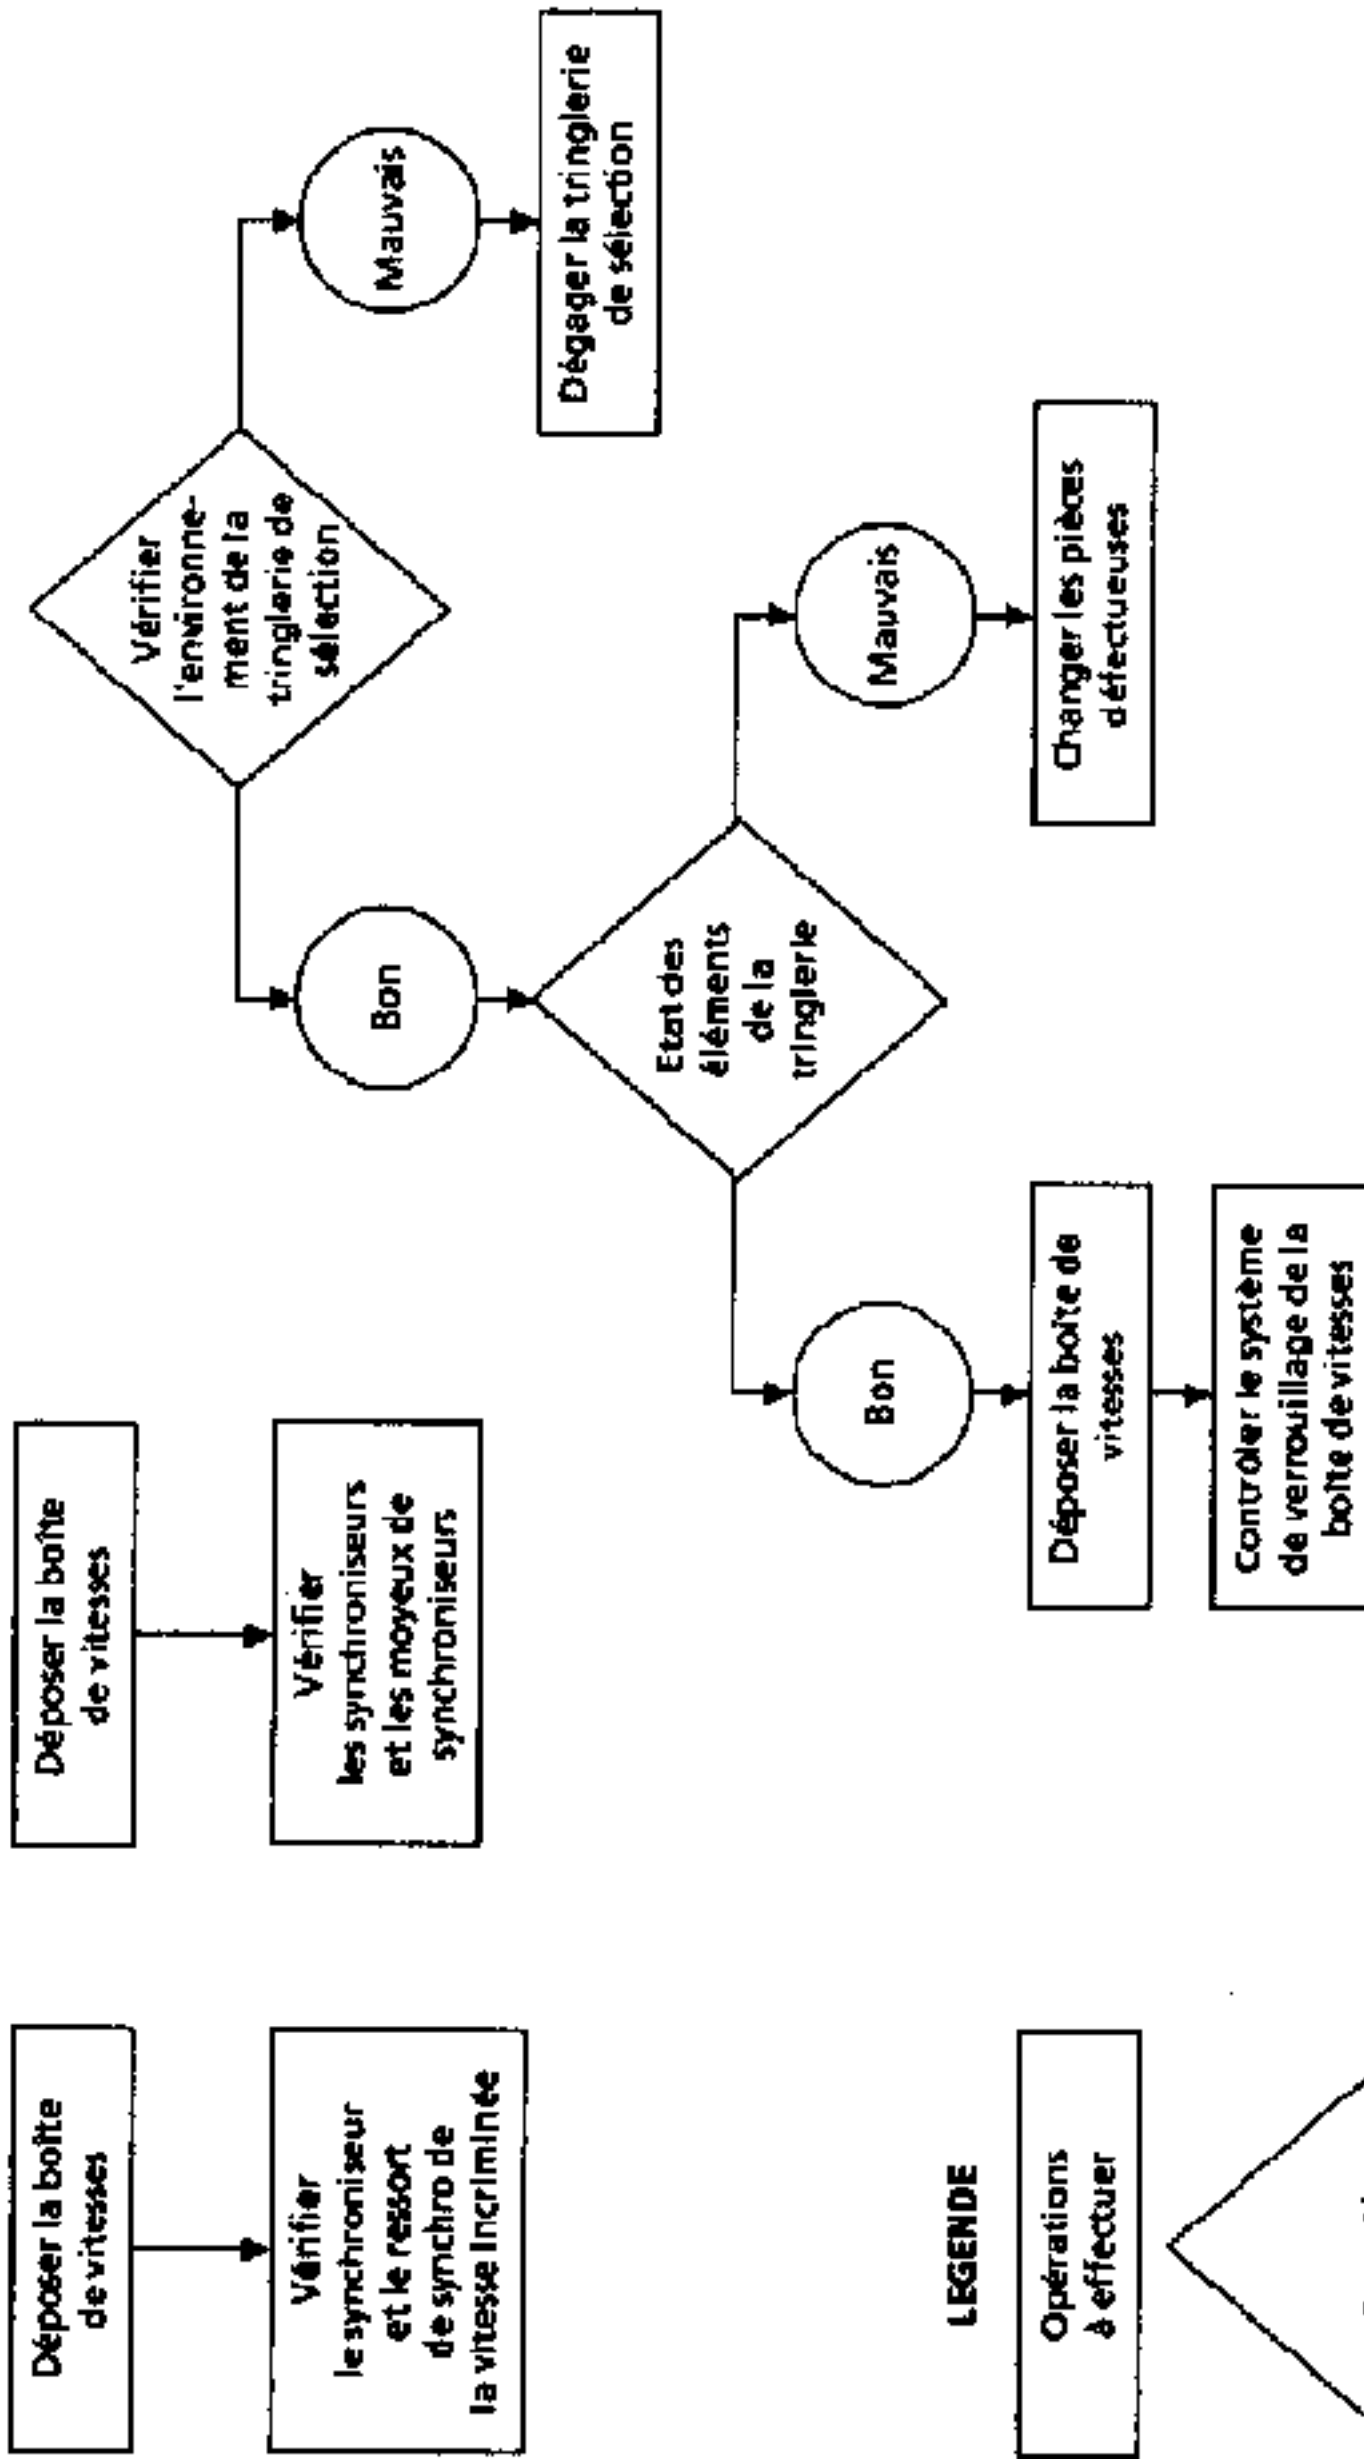 Déposer la boîte
de vitesses
Vérifier
le synchroniseur
et le ressort
de synchro de
la vitesse incriminée
Déposer la boîte
de vitesses
Vérifier
les synchroniseurs
et les moyeux de
synchroniseurs
Vérifier
l'environne-
ment de la
tringlerie de
sélection
Bon
Mauvais
Dégager la tringlerie
de sélection
Etat des
éléments
de la
tringlerie
Bon
Mauvais
Changer les pièces
défectueuses
Déposer la boîte de
vitesses
Contrôler le système
de verrouillage de la
boîte de vitesses
LEGENDE
Opérations
à effectuer